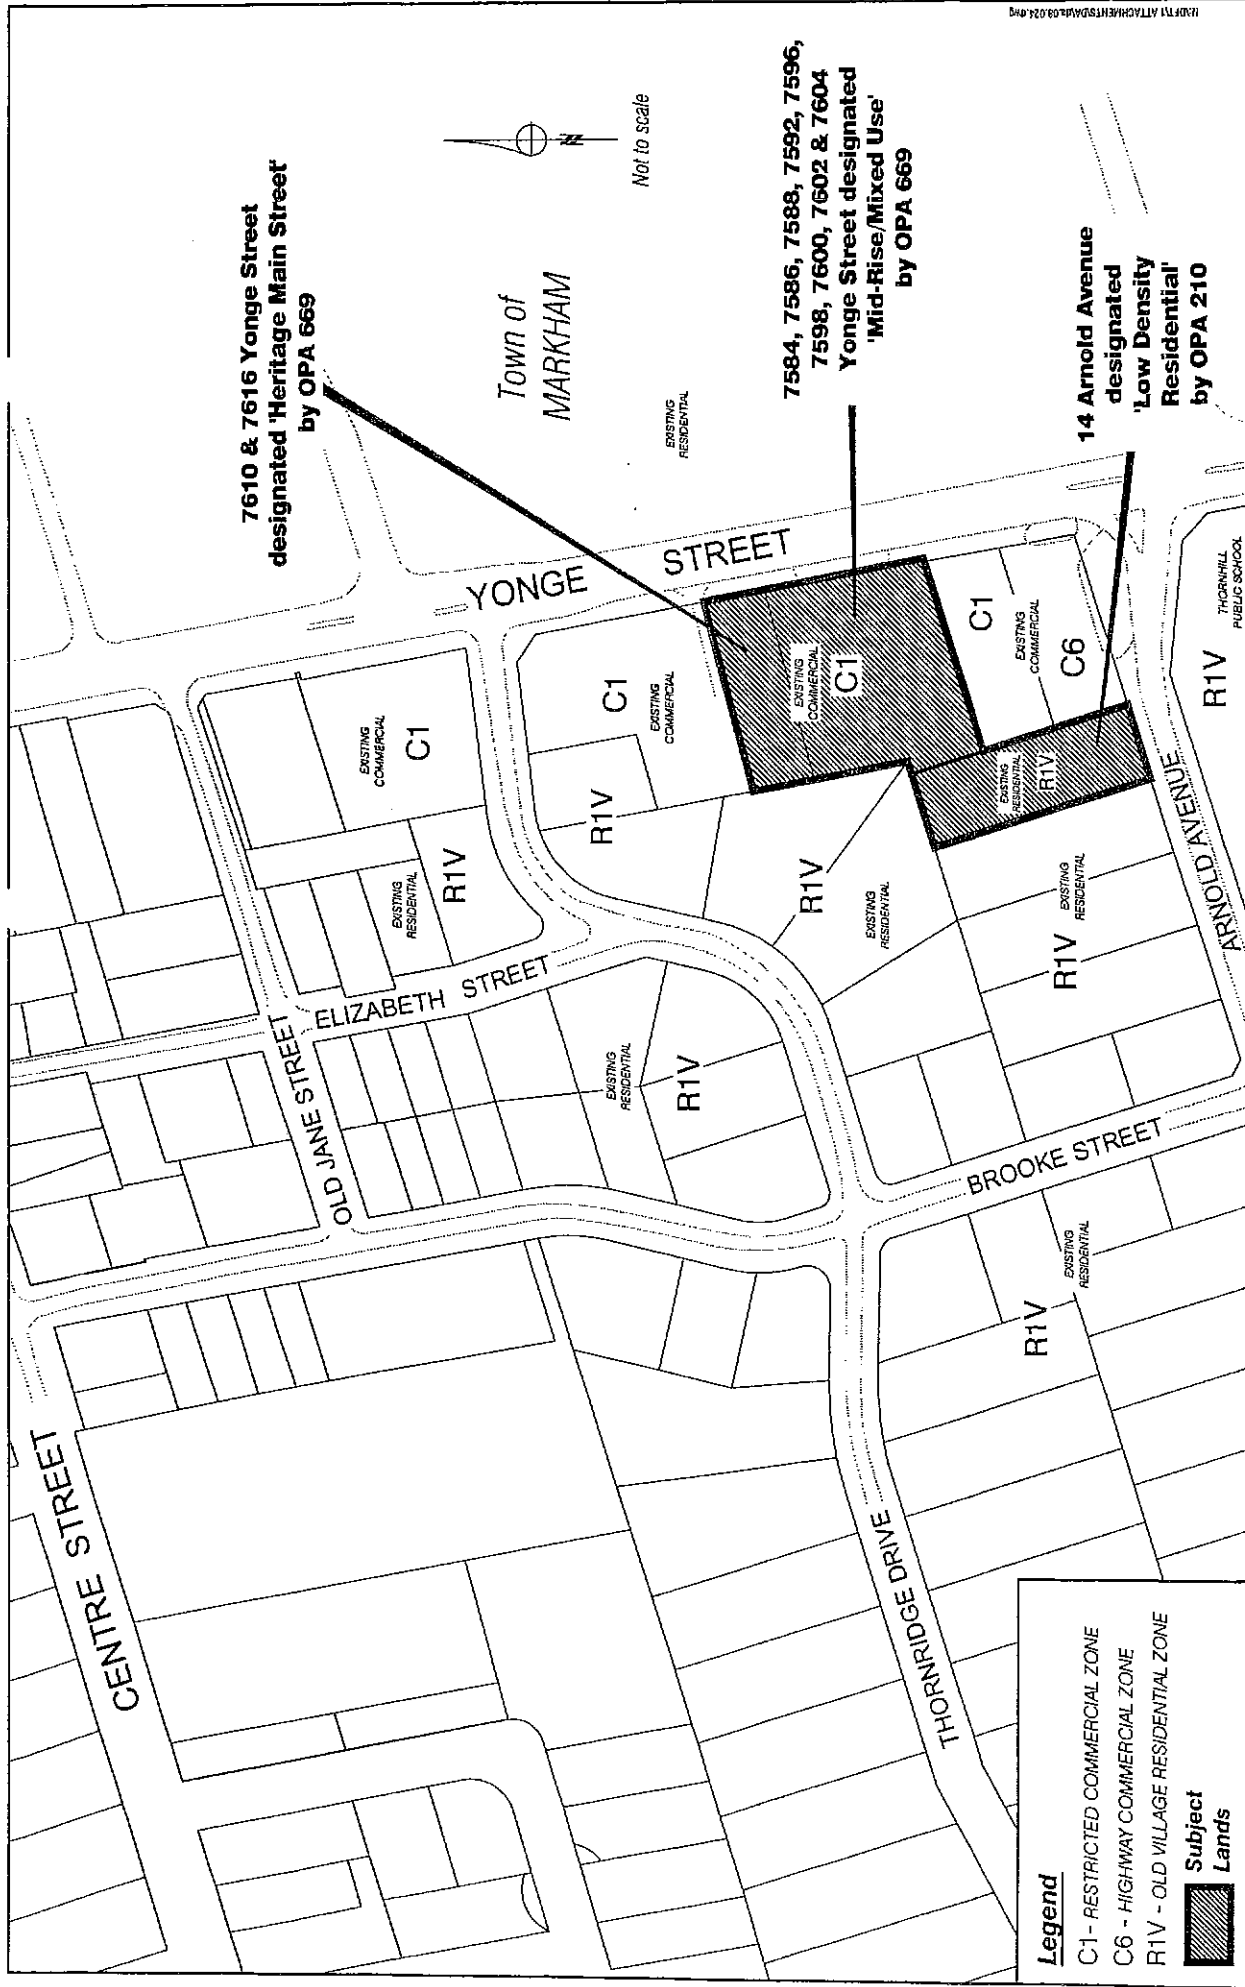 7610 & 7616 Yonge Street
designated 'Heritage Main Street'
by OPA 669
Town of
MARKHAM
Not to scale
7584, 7586, 7588, 7592, 7596,
7598, 7600, 7602 & 7604
Yonge Street designated
'Mid-Rise/Mixed Use'
by OPA 669
14 Arnold Avenue
designated
'Low Density
Residential'
by OPA 210
EXISTING
RESIDENTIAL
YONGE STREET
EXISTING
COMMERCIAL
C1
C1
EXISTING
COMMERCIAL
EXISTING
COMMERCIAL
C1
C1
EXISTING
COMMERCIAL
C6
R1V
THORNHILL
PUBLIC SCHOOL
EXISTING
RESIDENTIAL
R1V
ARNOLD AVENUE
EXISTING
RESIDENTIAL
R1V
R1V
R1V
EXISTING
RESIDENTIAL
EXISTING
RESIDENTIAL
R1V
ELIZABETH STREET
OLD JANE STREET
EXISTING
RESIDENTIAL
R1V
BROOKE STREET
EXISTING
RESIDENTIAL
R1V
CENTRE STREET
THORNRIDGE DRIVE
Legend
C1 - RESTRICTED COMMERCIAL ZONE
C6 - HIGHWAY COMMERCIAL ZONE
R1V - OLD VILLAGE RESIDENTIAL ZONE
Subject
Lands